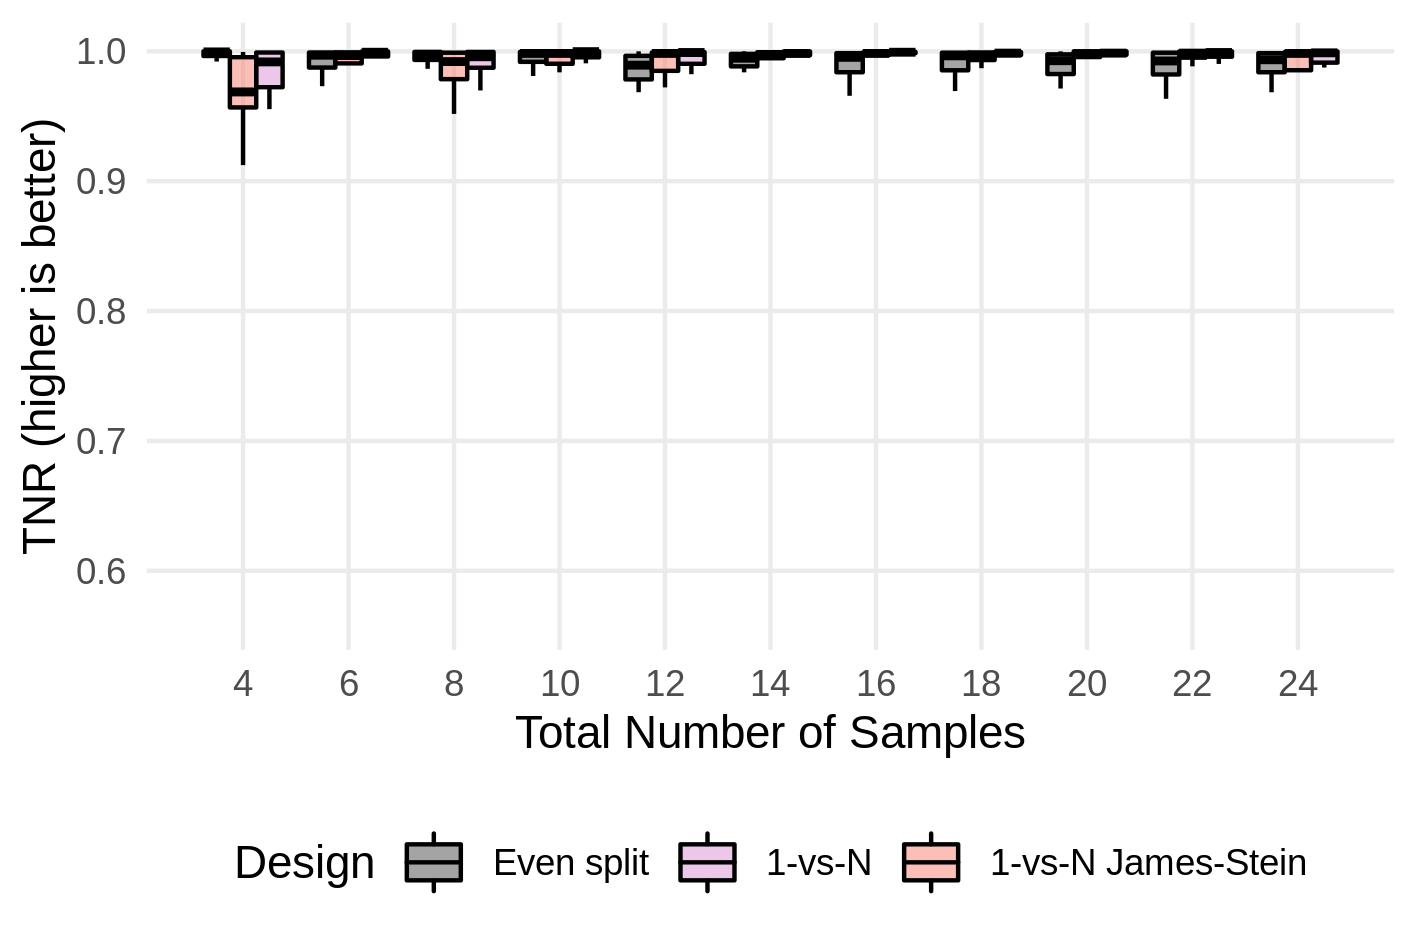 TNR (higher is better)
1.0
0.9
0.8
0.7
0.6
4 6 8 10 12 14 16 18 20 22 24
Total Number of Samples
Design Even split 1-vs-N 1-vs-N James-Stein